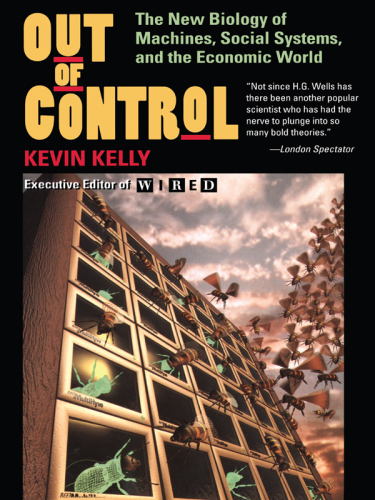 OUT
OF
CONTROL
The New Biology of
Machines, Social Systems,
and the Economic World
"Not since H.G. Wells has
there been another popular
scientist who has had the
nerve to plunge into so
many bold theories."
—London Spectator
KEVIN KELLY
Executive Editor of WIRED